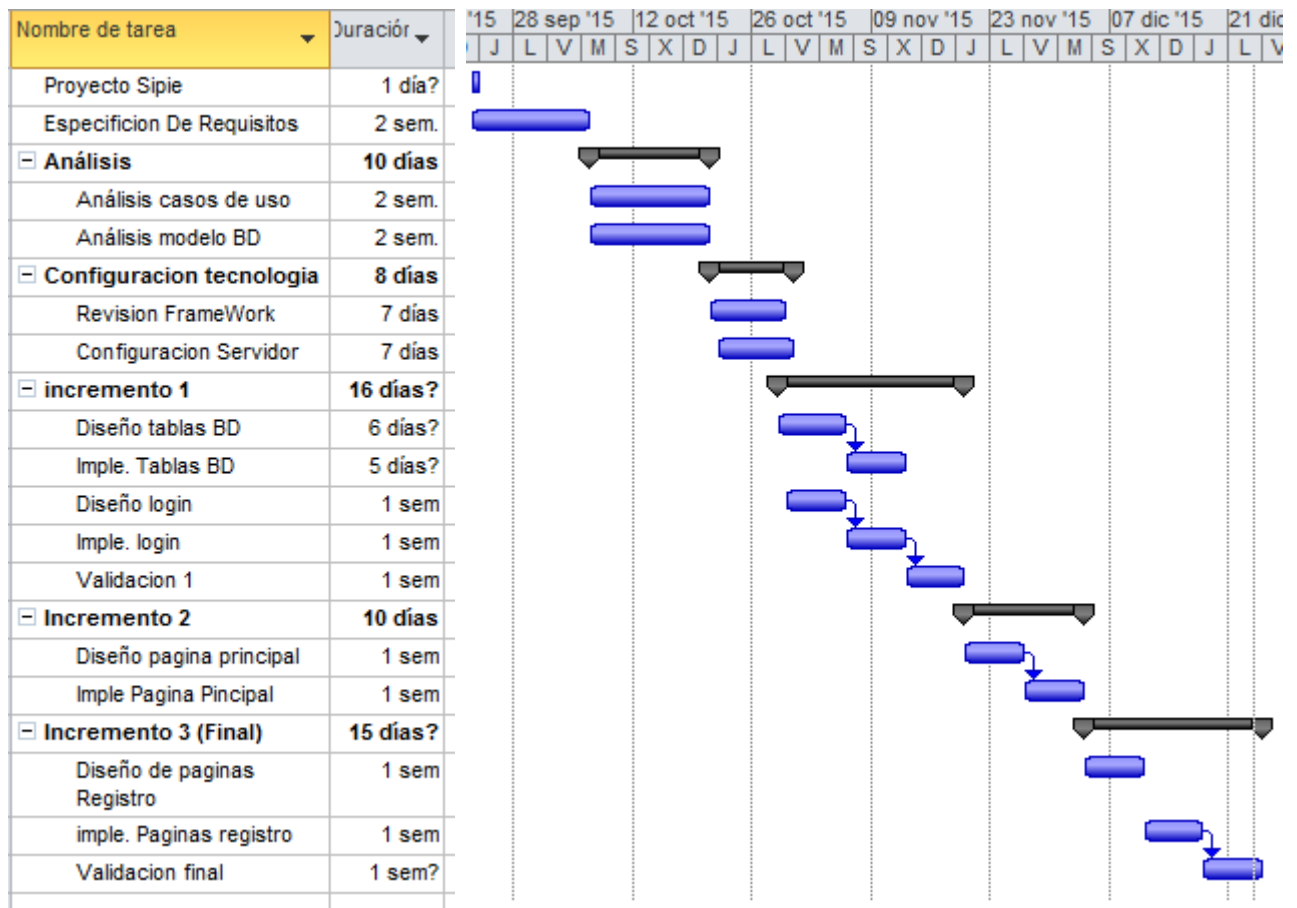 Nombre de tarea Duración '15 28 sep '15 12 oct '15 26 oct '15 09 nov '15 23 nov '15 07 dic '15 21 dic
J L V M S X D J L V M S X D J L V M S X D J L V
Proyecto Sipie 1 día?
Especificion De Requisitos 2 sem.
Análisis 10 días
Análisis casos de uso 2 sem.
Análisis modelo BD 2 sem.
Configuracion tecnologia 8 días
Revision FrameWork 7 días
Configuracion Servidor 7 días
incremento 1 16 días?
Diseño tablas BD 6 días?
Imple. Tablas BD 5 días?
Diseño login 1 sem
Imple. login 1 sem
Validacion 1 1 sem
Incremento 2 10 días
Diseño pagina principal 1 sem
Imple Pagina Pincipal 1 sem
Incremento 3 (Final) 15 días?
Diseño de paginas 1 sem
Registro
imple. Paginas registro 1 sem
Validacion final 1 sem?